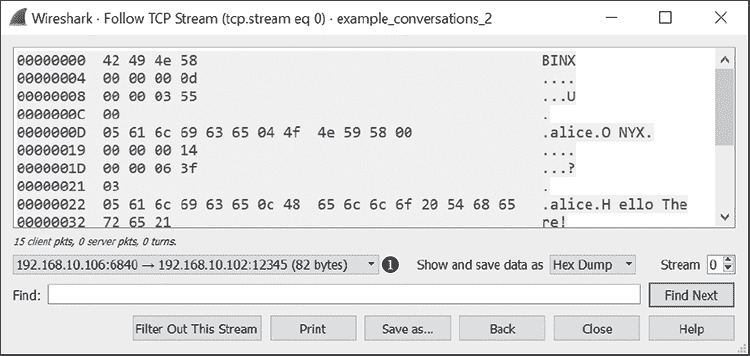 Wireshark · Follow TCP Stream (tcp.stream eq 0) · example_conversations_2
00000000 42 49 4e 58 BINX
00000004 00 00 00 0d ....
00000008 00 00 03 55 ...U
0000000C 00 .
0000000D 05 61 6c 69 63 65 04 4f 4e 59 58 00 .alice.O NYX.
00000019 00 00 00 14 ....
0000001D 00 00 06 3f ...?
00000021 03 .
00000022 05 61 6c 69 63 65 0c 48 65 6c 6c 6f 20 54 68 65 .alice.H ello The
00000032 72 65 21 re!
15 client pkts, 0 server pkts, 0 turns.
192.168.10.106:6840 → 192.168.10.102:12345 (82 bytes) 1 Show and save data as Hex Dump Stream 0
Find: Find Next
Filter Out This Stream Print Save as... Back Close Help